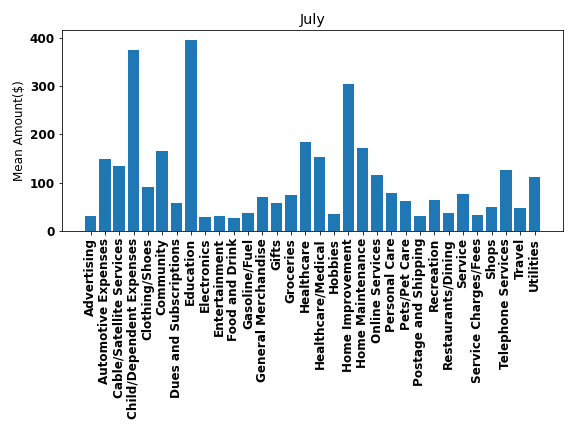 July
Mean Amount($)
400
300
200
100
0
Advertising
Automotive Expenses
Cable/Satellite Services
Child/Dependent Expenses
Clothing/Shoes
Community
Dues and Subscriptions
Education
Electronics
Entertainment
Food and Drink
Gasoline/Fuel
General Merchandise
Gifts
Groceries
Healthcare
Healthcare/Medical
Hobbies
Home Improvement
Home Maintenance
Online Services
Personal Care
Pets/Pet Care
Postage and Shipping
Recreation
Restaurants/Dining
Service
Service Charges/Fees
Shops
Telephone Services
Travel
Utilities